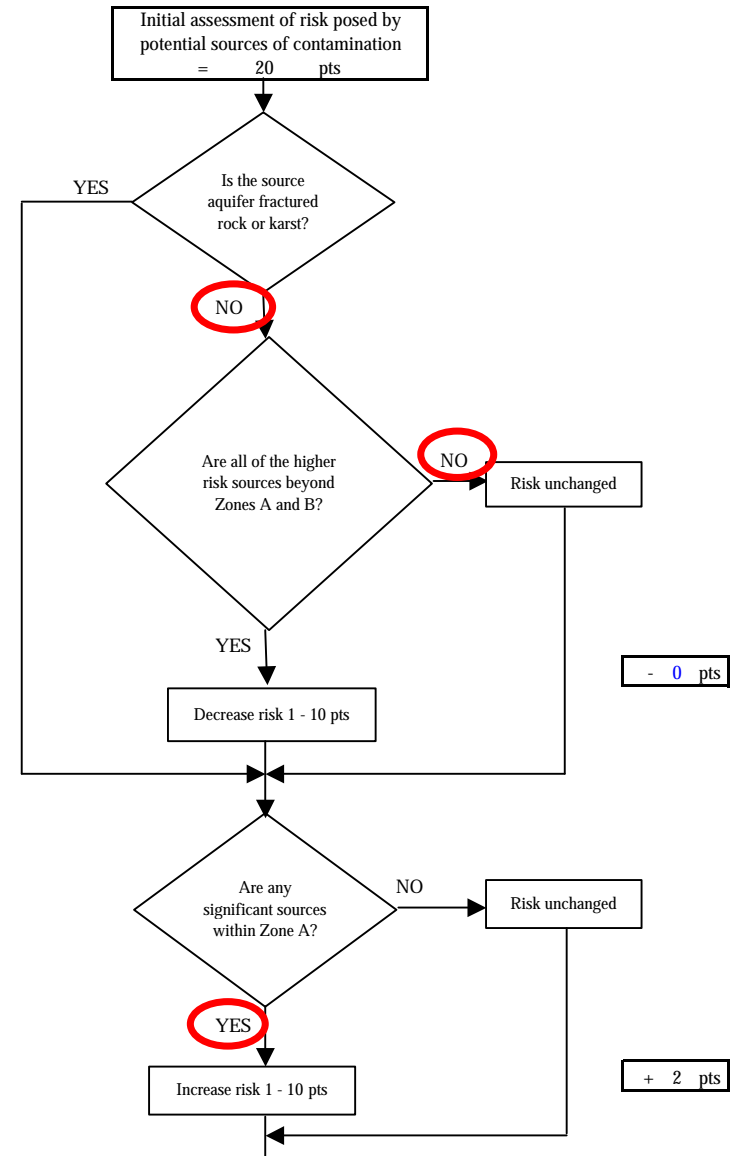 Initial assessment of risk posed by
potential sources of contamination
= 20 pts
YES
Is the source
aquifer fractured
rock or karst?
NO
Are all of the higher
risk sources beyond
Zones A and B?
NO
Risk unchanged
YES
- 0 pts
Decrease risk 1 - 10 pts
Are any
significant sources
within Zone A?
NO
Risk unchanged
YES
+ 2 pts
Increase risk 1 - 10 pts